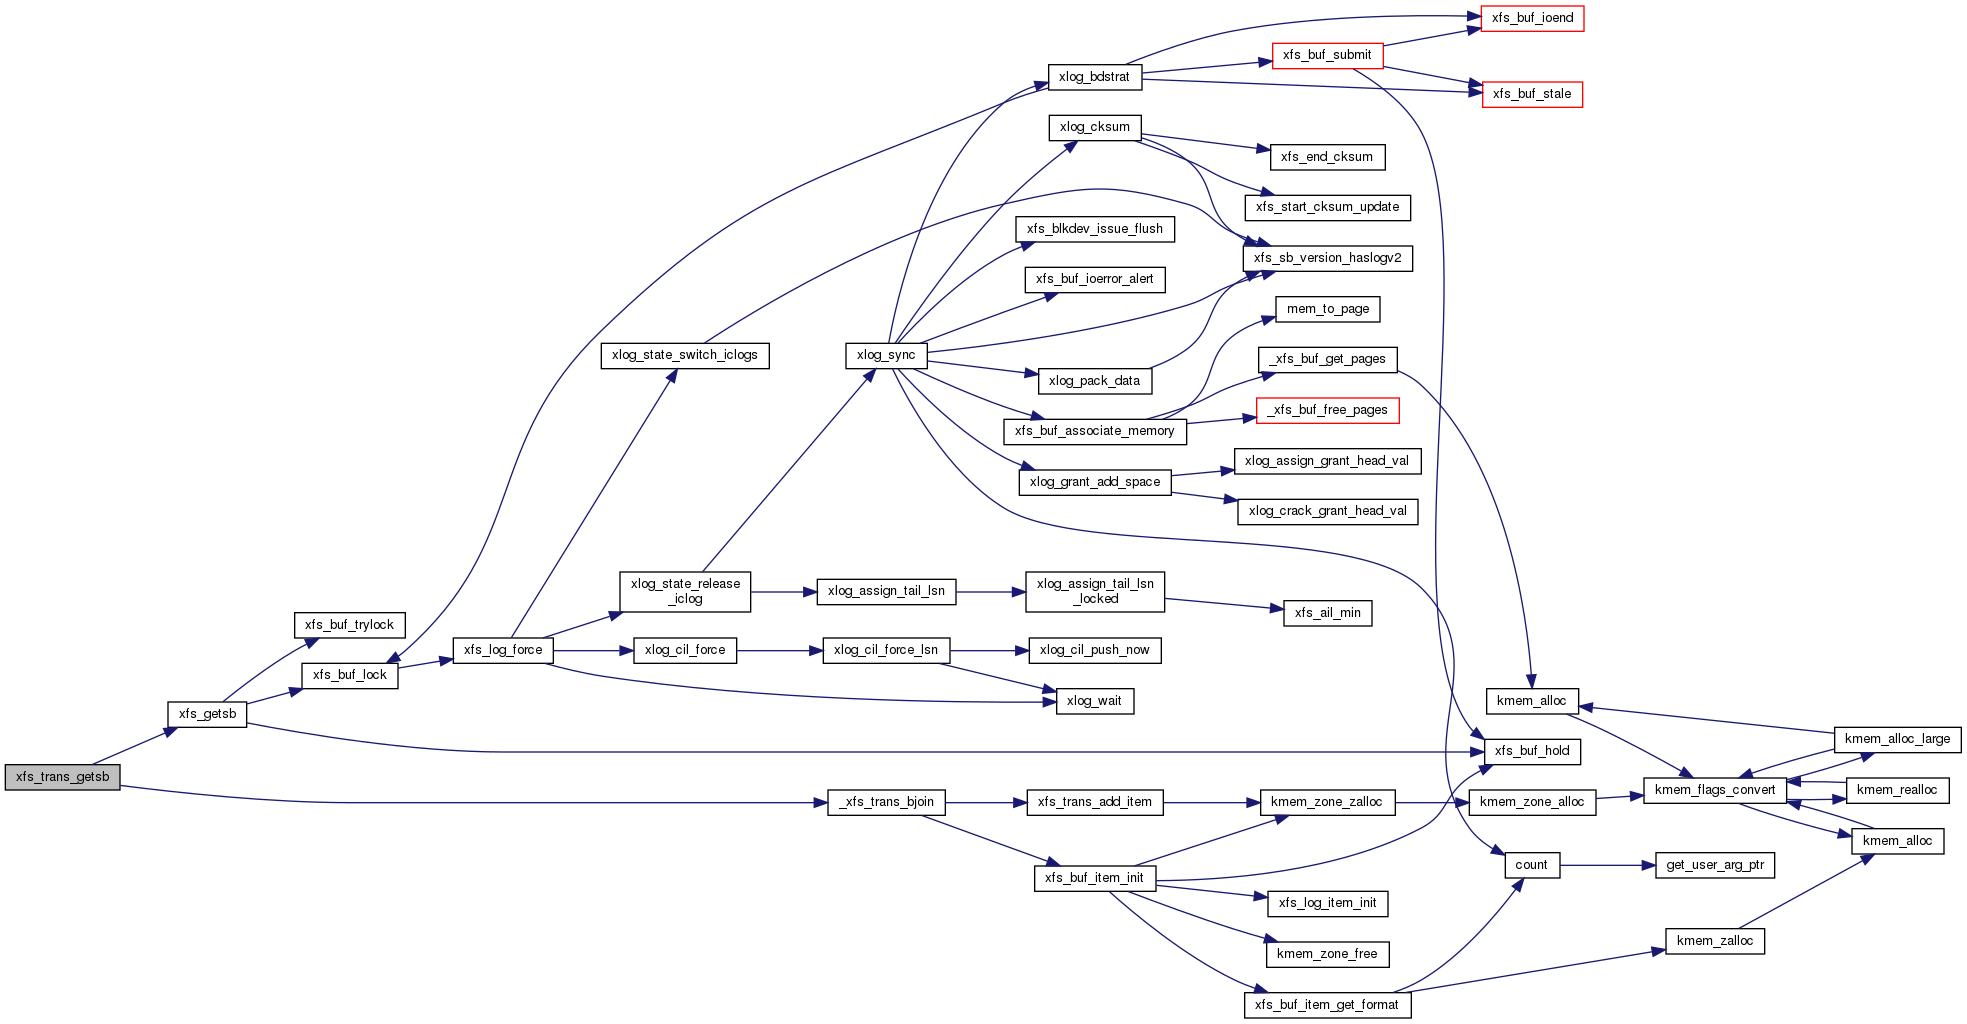 xfs_buf_ioend
xfs_buf_submit
xlog_bdstrat
xfs_buf_stale
xlog_cksum
xfs_end_cksum
xfs_start_cksum_update
xfs_blkdev_issue_flush
xfs_sb_version_haslogv2
xfs_buf_ioerror_alert
mem_to_page
xlog_state_switch_iclogs
xlog_sync
_xfs_buf_get_pages
xlog_pack_data
_xfs_buf_free_pages
xfs_buf_associate_memory
xlog_assign_grant_head_val
xlog_grant_add_space
xlog_crack_grant_head_val
xlog_state_release
_iclog
xlog_assign_tail_lsn
xlog_assign_tail_lsn
_locked
xfs_ail_min
xfs_buf_trylock
xfs_log_force
xlog_cil_force
xlog_cil_force_lsn
xlog_cil_push_now
xfs_buf_lock
xlog_wait
kmem_alloc
xfs_getsb
kmem_alloc_large
xfs_buf_hold
xfs_trans_getsb
kmem_flags_convert
kmem_realloc
_xfs_trans_bjoin
xfs_trans_add_item
kmem_zone_zalloc
kmem_zone_alloc
kmem_alloc
count
get_user_arg_ptr
xfs_buf_item_init
xfs_log_item_init
kmem_zalloc
kmem_zone_free
xfs_buf_item_get_format